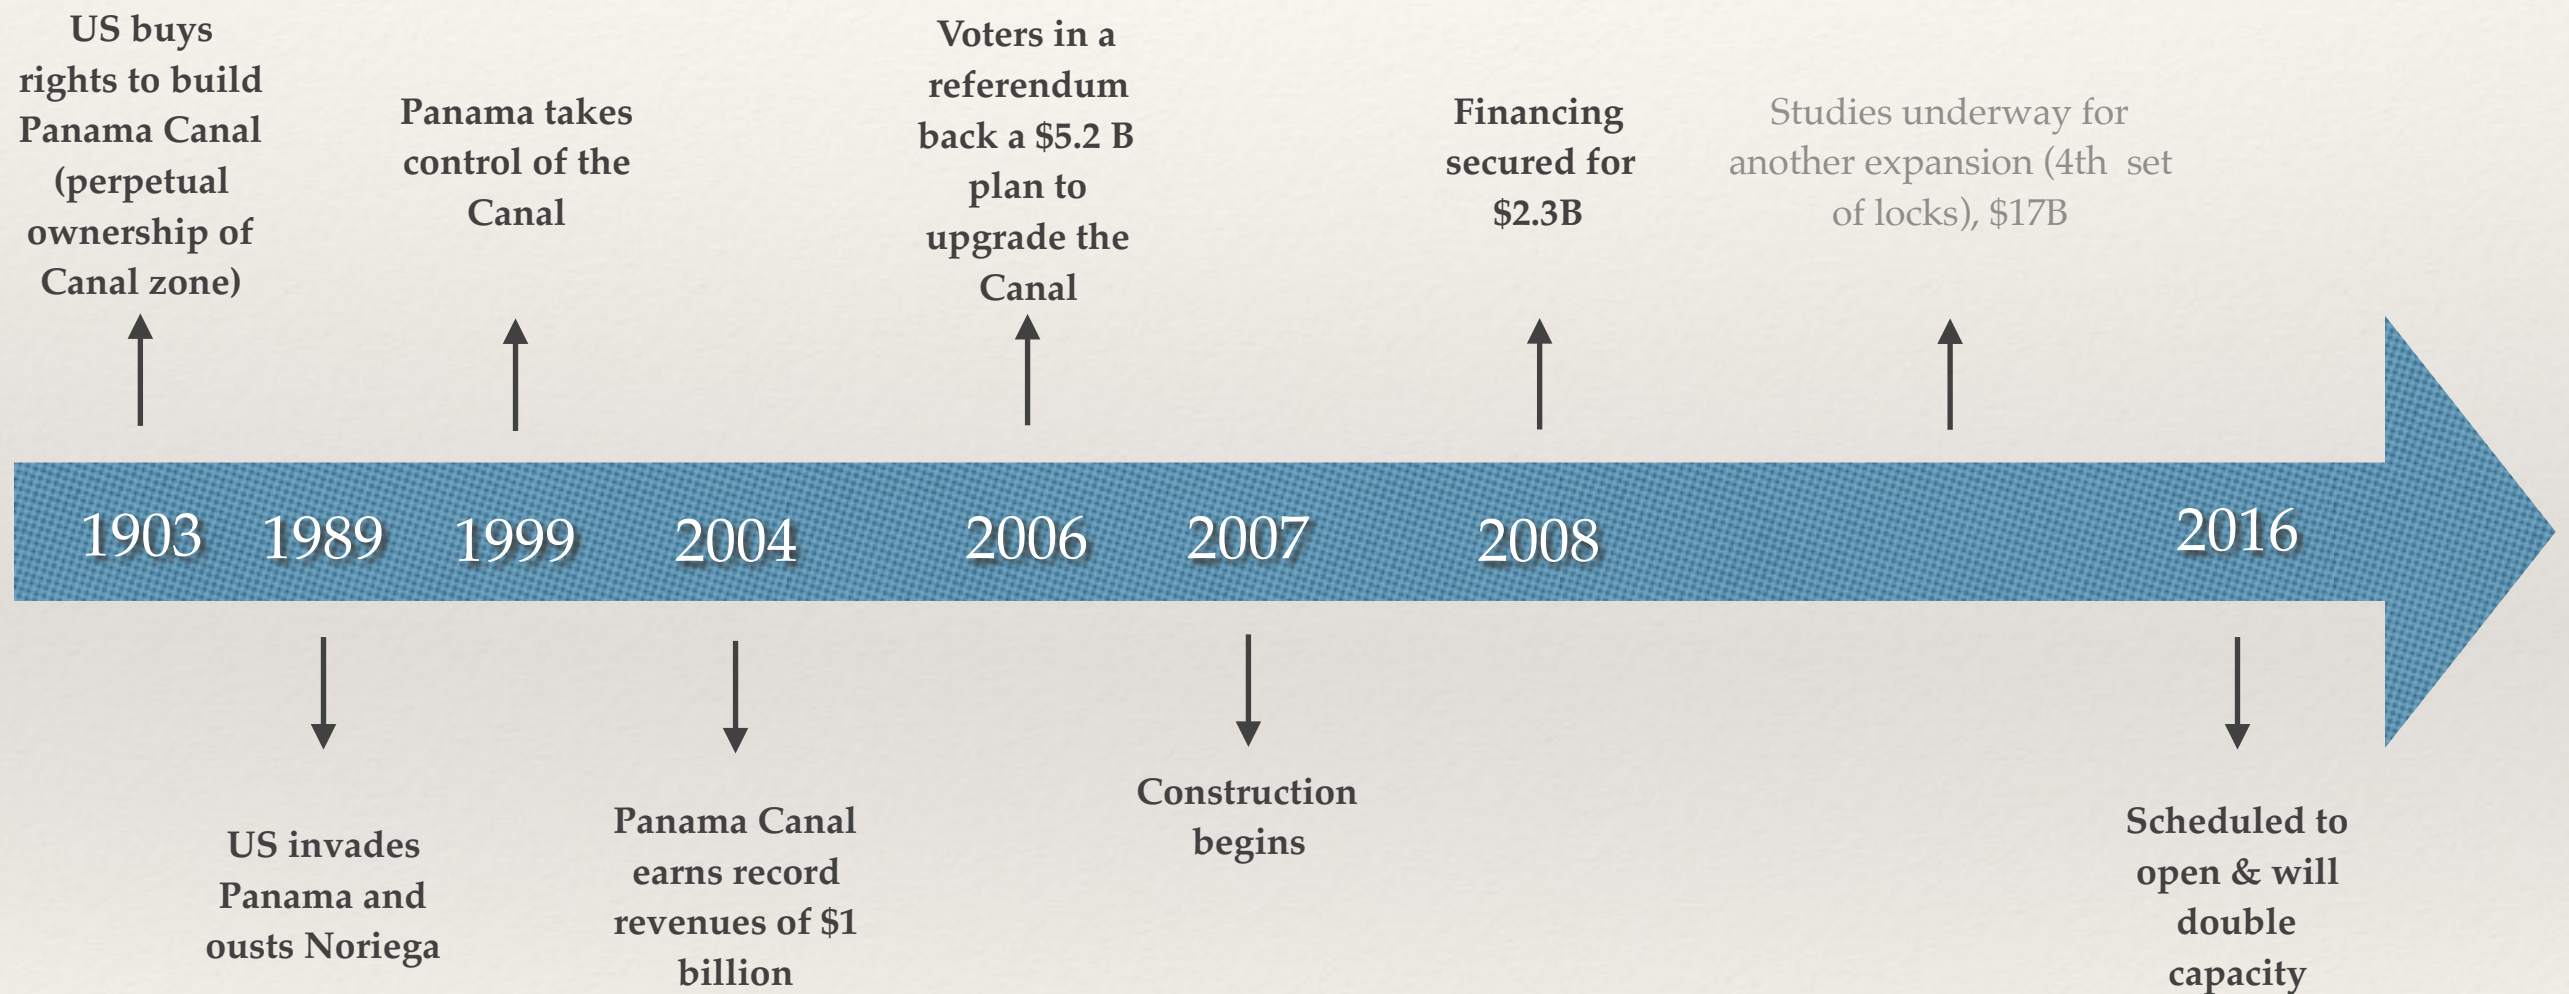 US buys
rights to build
Panama Canal
(perpetual
ownership of
Canal zone)
Panama takes
control of the
Canal
Voters in a
referendum
back a $5.2 B
plan to
upgrade the
Canal
Financing
secured for
$2.3B
Studies underway for
another expansion (4th set
of locks), $17B
1903 1989 1999 2004 2006 2007 2008 2016
US invades
Panama and
ousts Noriega
Panama Canal
earns record
revenues of $1
billion
Construction
begins
Scheduled to
open & will
double
capacity